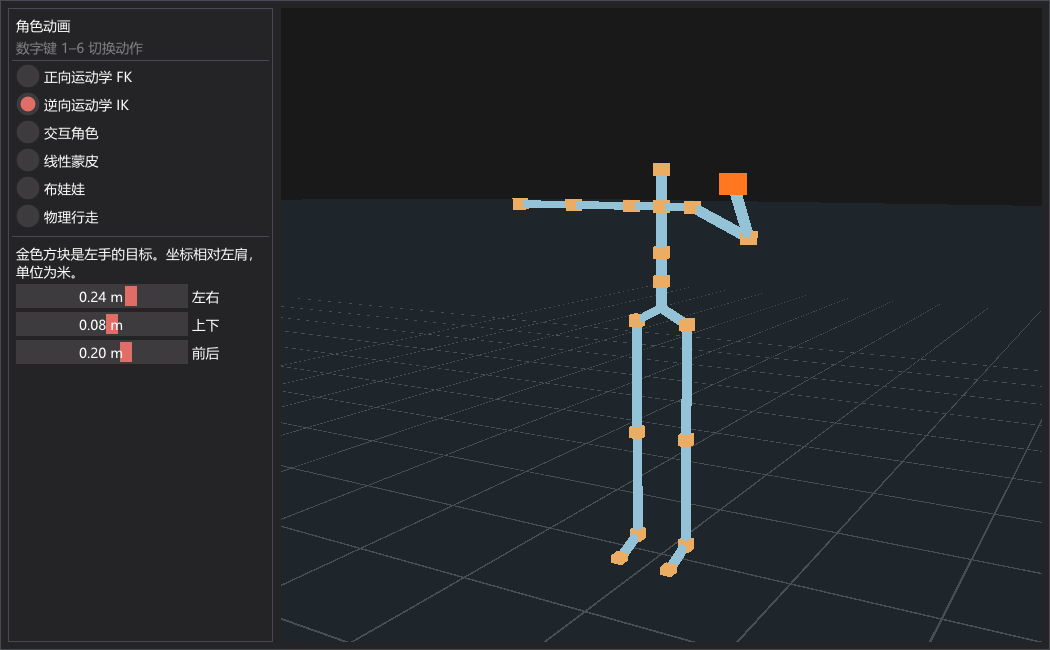 角色动画
数字键 1–6 切换动作
正向运动学 FK
逆向运动学 IK
交互角色
线性蒙皮
布娃娃
物理行走
金色方块是左手的目标。坐标相对左肩，
单位为米。
0.24 m 左右
0.08 m 上下
0.20 m 前后